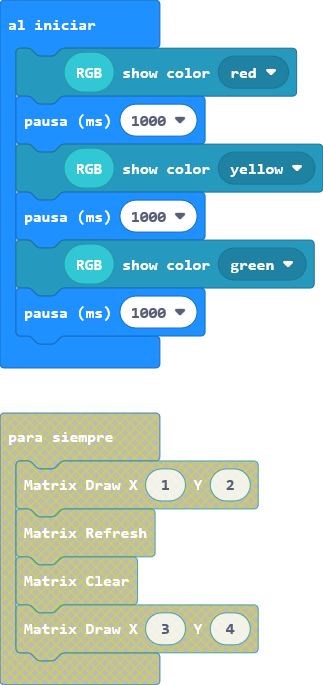 al iniciar
RGB show color red
pausa (ms) 1000
RGB show color yellow
pausa (ms) 1000
RGB show color green
pausa (ms) 1000
para siempre
Matrix Draw X 1 Y 2
Matrix Refresh
Matrix Clear
Matrix Draw X 3 Y 4